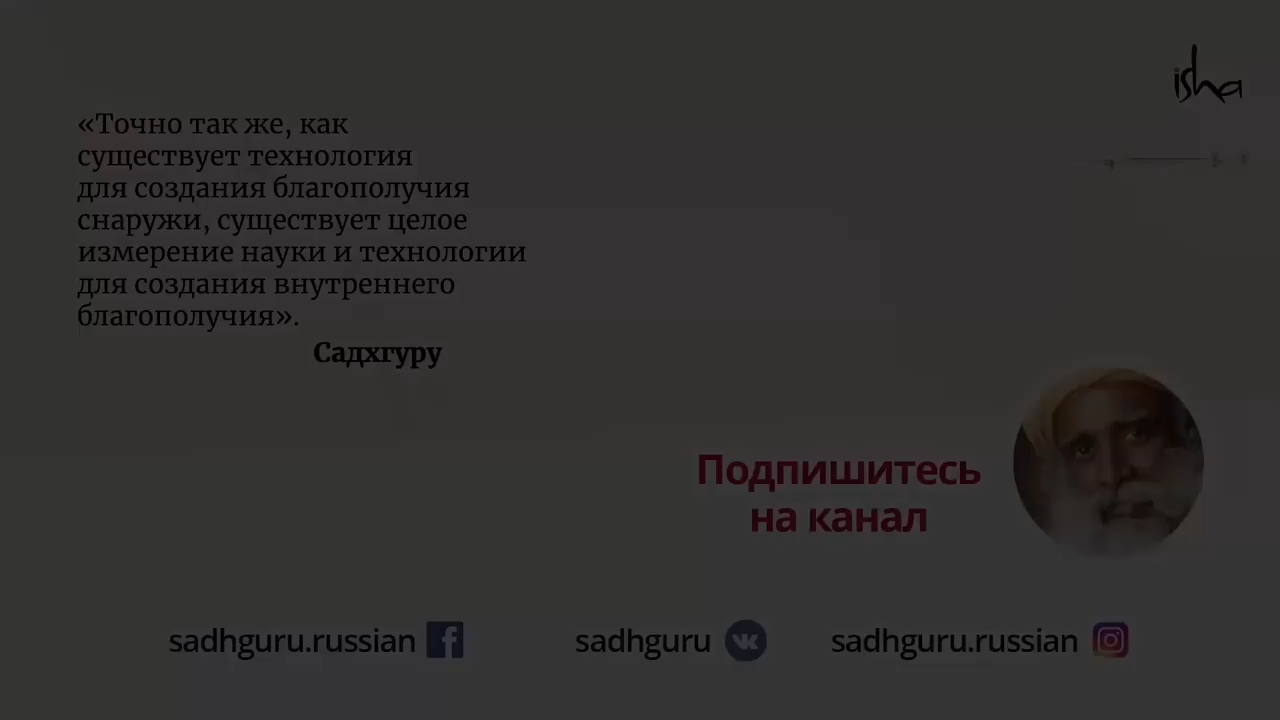 isha
«Точно так же, как
существует технология
для создания благополучия
снаружи, существует целое
измерение науки и технологии
для создания внутреннего
благополучия».
Садхгуру
Подпишитесь
на канал
sadhguru.russian
sadhguru
sadhguru.russian